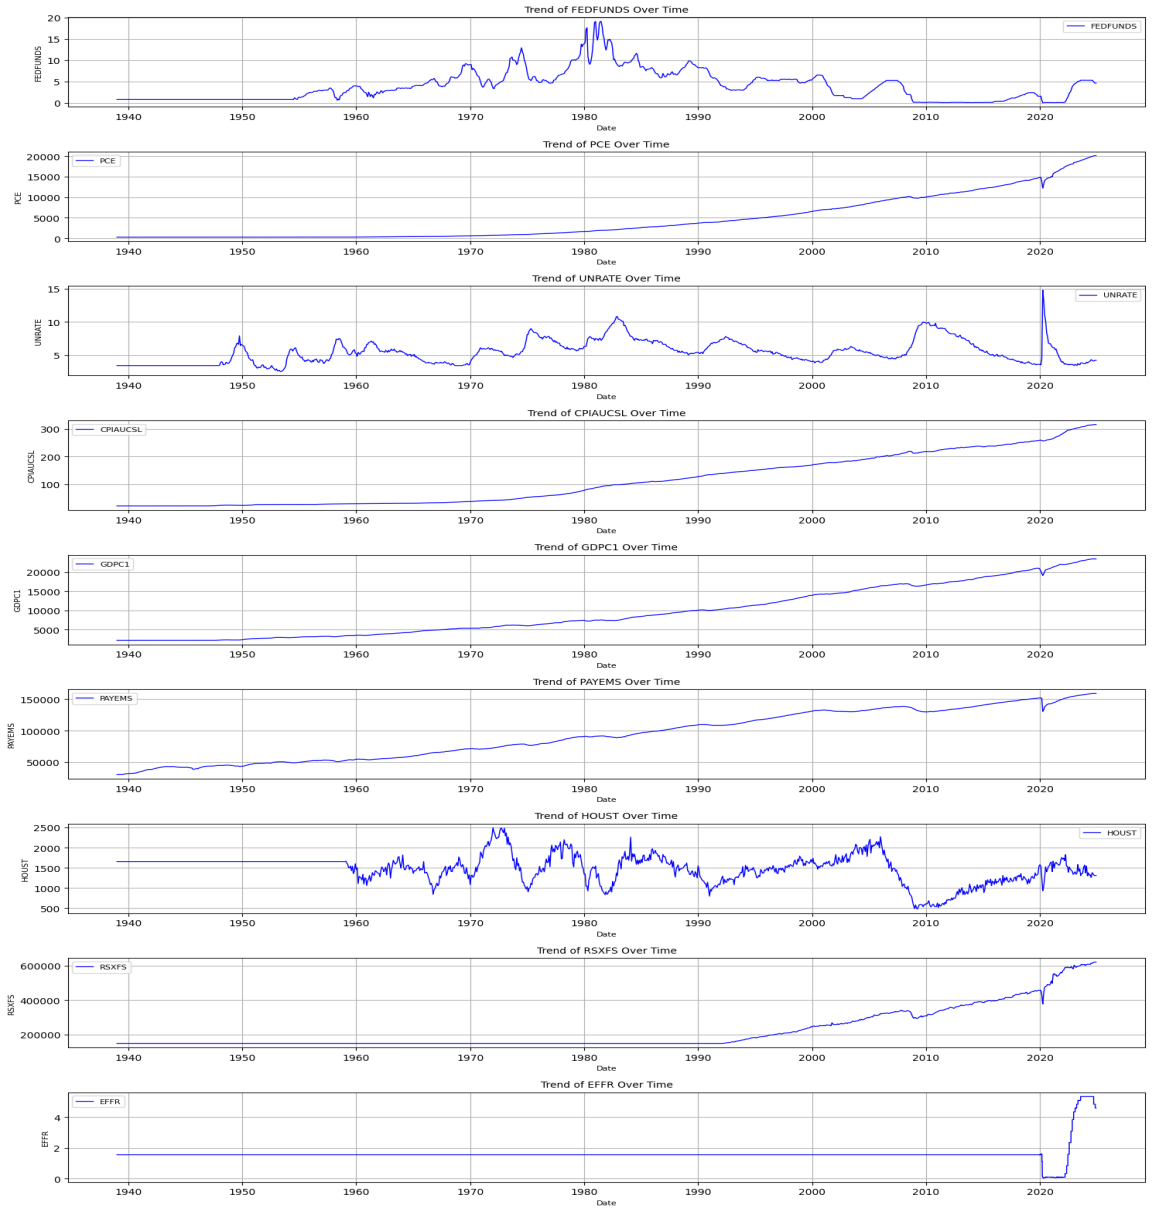 Trend of FEDFUNDS Over Time
20
15
10
5
0
FEDFUNDS
FEDFUNDS
1940 1950 1960 1970 1980 1990 2000 2010 2020
Date
Trend of PCE Over Time
20000
15000
10000
5000
0
PCE
PCE
1940 1950 1960 1970 1980 1990 2000 2010 2020
Date
Trend of UNRATE Over Time
15
10
5
UNRATE
UNRATE
1940 1950 1960 1970 1980 1990 2000 2010 2020
Date
Trend of CPIAUCSL Over Time
300
200
100
CPIAUCSL
CPIAUCSL
1940 1950 1960 1970 1980 1990 2000 2010 2020
Date
Trend of GDPC1 Over Time
20000
15000
10000
5000
GDPC1
GDPC1
1940 1950 1960 1970 1980 1990 2000 2010 2020
Date
Trend of PAYEMS Over Time
150000
100000
50000
PAYEMS
PAYEMS
1940 1950 1960 1970 1980 1990 2000 2010 2020
Date
Trend of HOUST Over Time
2500
2000
1500
1000
500
HOUST
HOUST
1940 1950 1960 1970 1980 1990 2000 2010 2020
Date
Trend of RSXFS Over Time
600000
400000
200000
RSXFS
RSXFS
1940 1950 1960 1970 1980 1990 2000 2010 2020
Date
Trend of EFFR Over Time
4
2
0
EFFR
EFFR
1940 1950 1960 1970 1980 1990 2000 2010 2020
Date